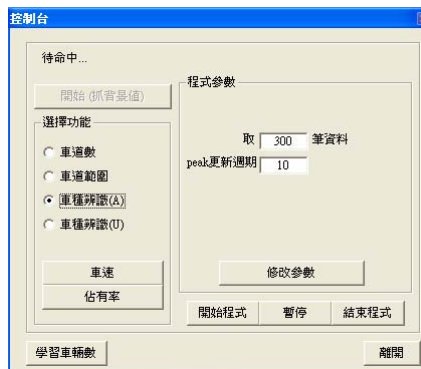 控制台
待命中...
開始 (抓背景值)
選擇功能
車道數
車道範圍
車種辨識(A)
車種辨識(U)
車速
佔有率
程式參數
取 300 筆資料
peak更新週期 10
修改參數
開始程式 暫停 結束程式
學習車輛數 離開